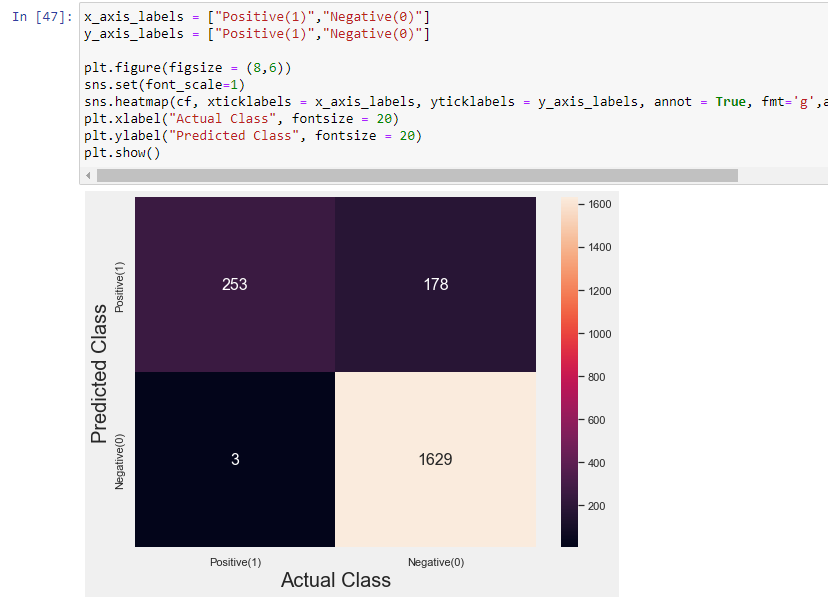 In [47]:
x_axis_labels = ["Positive(1)","Negative(0)"]
y_axis_labels = ["Positive(1)","Negative(0)"]
plt.figure(figsize = (8,6))
sns.set(font_scale=1)
sns.heatmap(cf, xticklabels = x_axis_labels, yticklabels = y_axis_labels, annot = True, fmt='g',a
plt.xlabel("Actual Class", fontsize = 20)
plt.ylabel("Predicted Class", fontsize = 20)
plt.show()
Predicted Class
Positive(1)
Negative(0)
253
178
3
1629
Positive(1)
Negative(0)
Actual Class
1600
1400
1200
1000
800
600
400
200